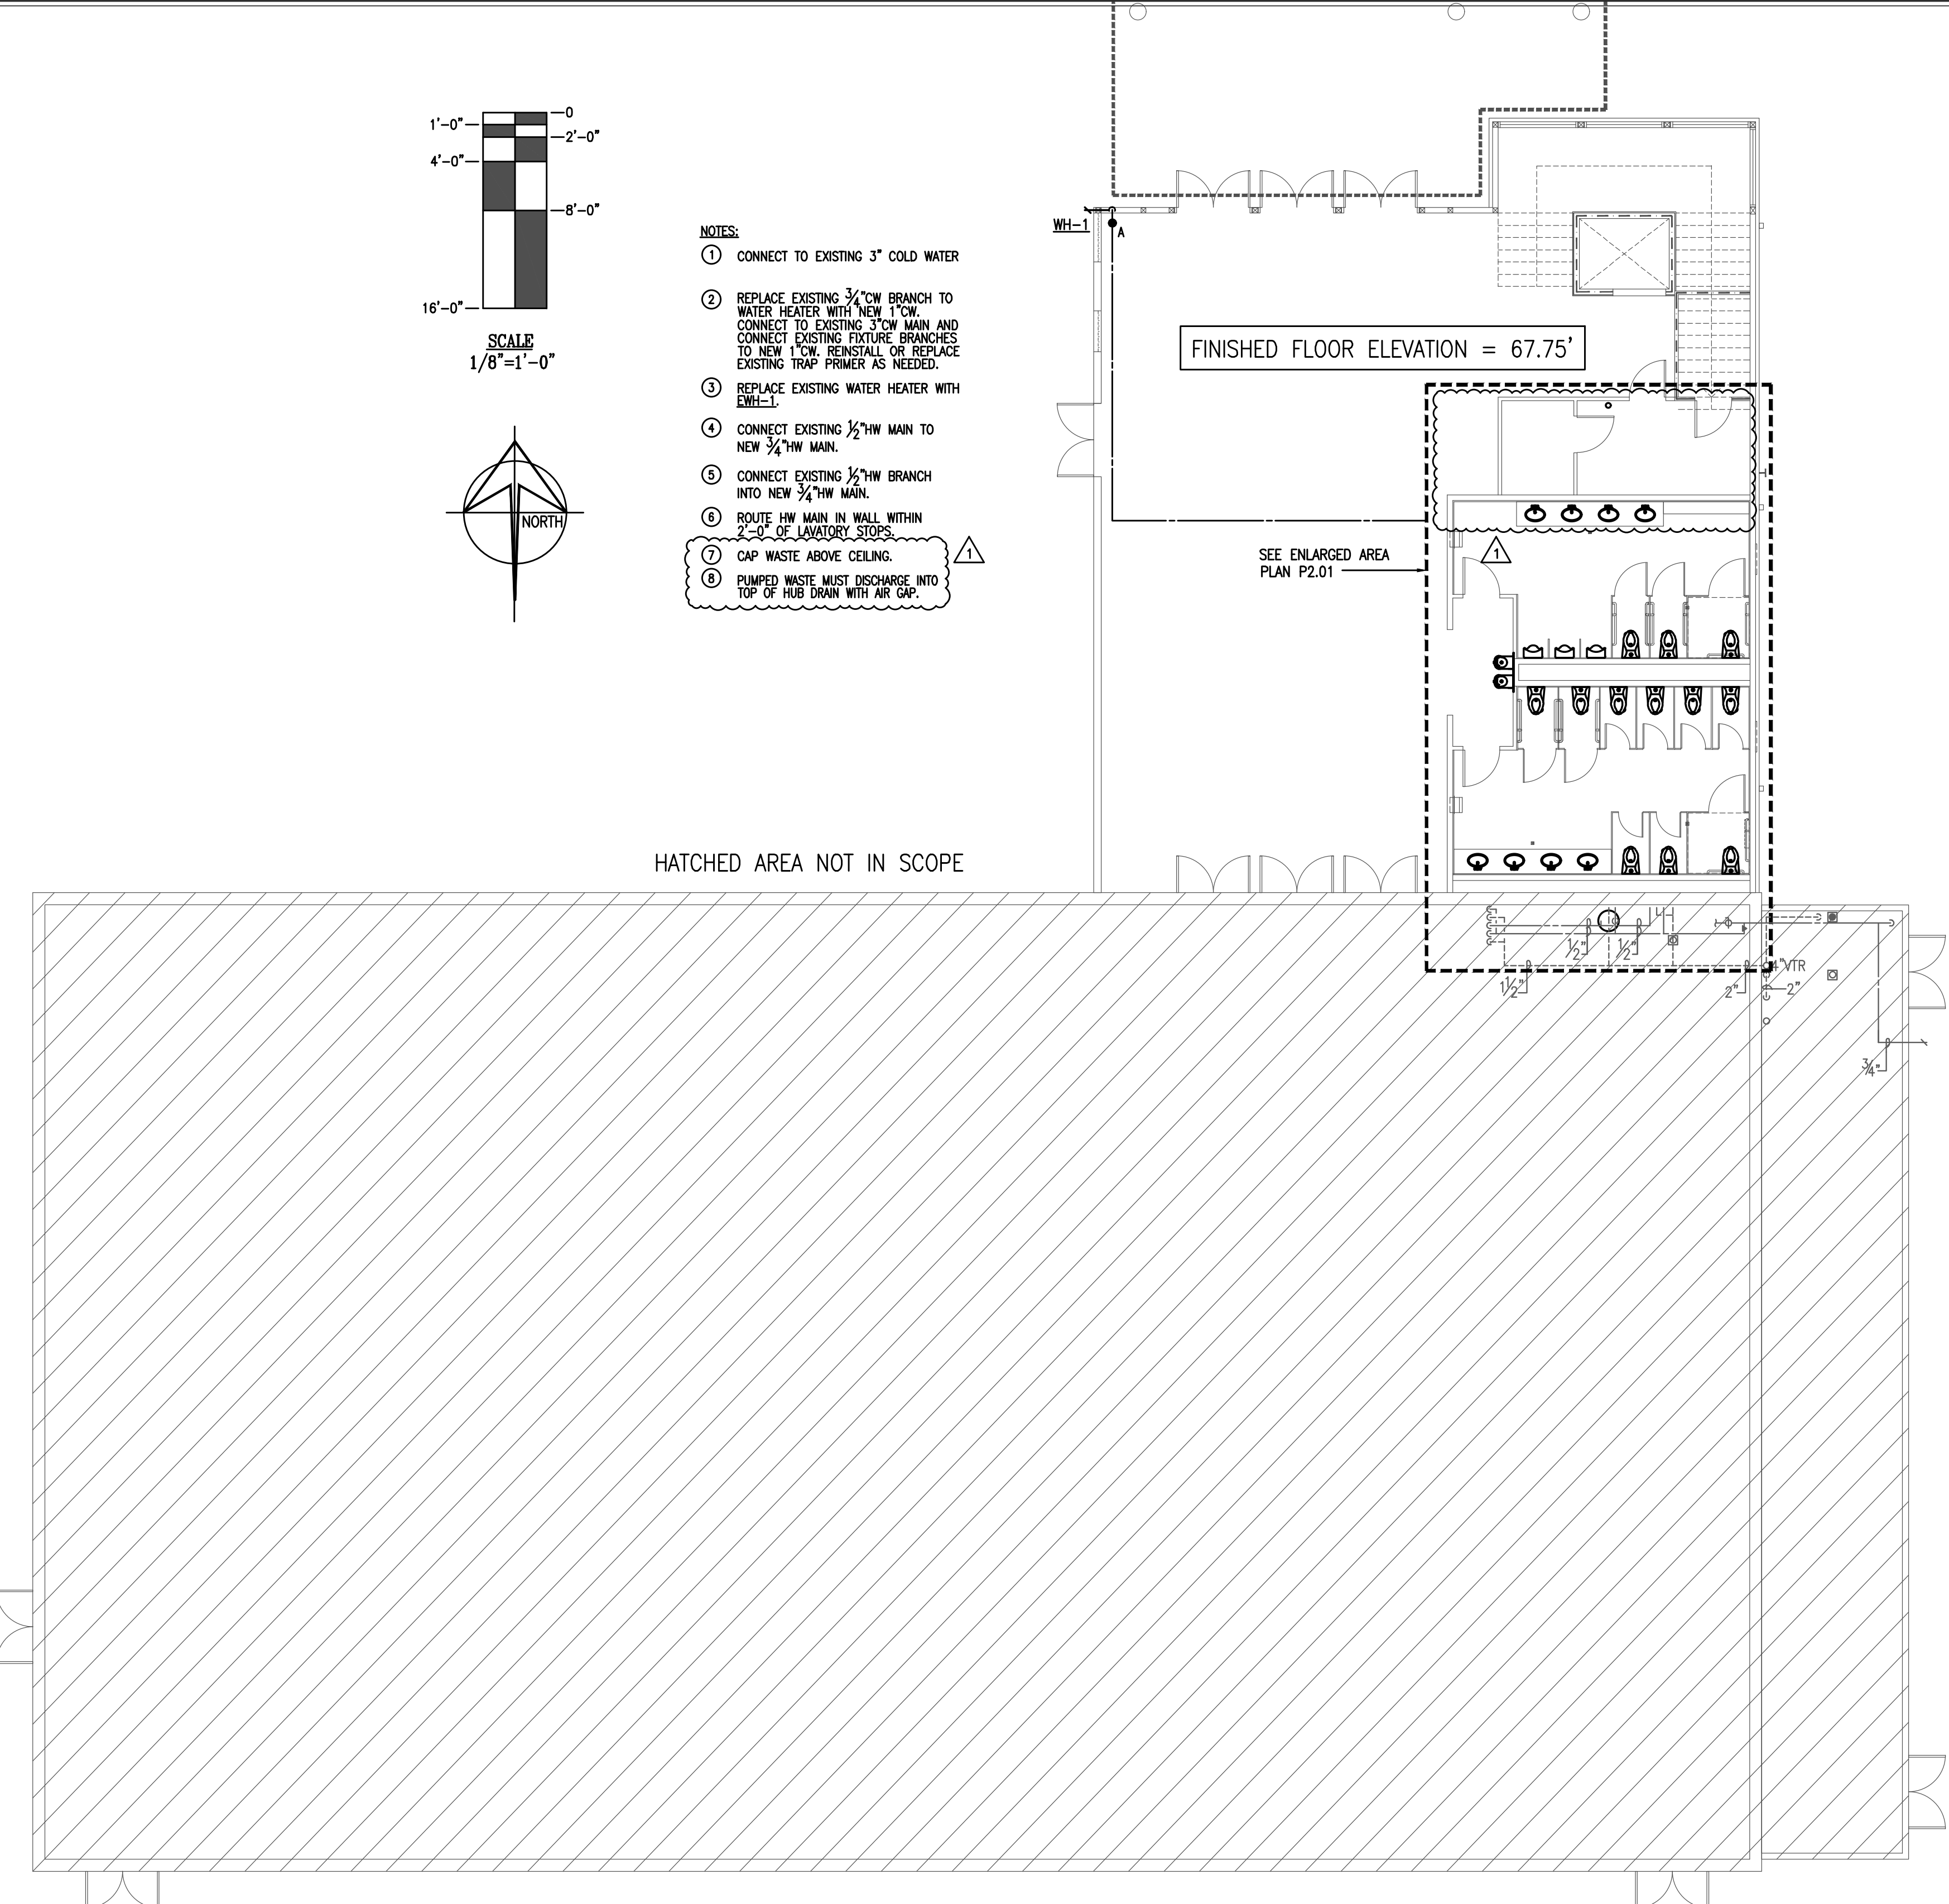 1'-0"
0
2'-0"
4'-0"
8'-0"
16'-0"
SCALE
1/8"=1'-0"
NORTH
NOTES:
1 CONNECT TO EXISTING 3" COLD WATER
2 REPLACE EXISTING 3/4"CW BRANCH TO
WATER HEATER WITH NEW 1"CW.
CONNECT TO EXISTING 3"CW MAIN AND
CONNECT EXISTING FIXTURE BRANCHES
TO NEW 1"CW. REINSTALL OR REPLACE
EXISTING TRAP PRIMER AS NEEDED.
3 REPLACE EXISTING WATER HEATER WITH
EWH-1.
4 CONNECT EXISTING 1/2"HW MAIN TO
NEW 3/4"HW MAIN.
5 CONNECT EXISTING 1/2"HW BRANCH
INTO NEW 3/4"HW MAIN.
6 ROUTE HW MAIN IN WALL WITHIN
2'-0" OF LAVATORY STOPS.
7 CAP WASTE ABOVE CEILING.
8 PUMPED WASTE MUST DISCHARGE INTO
TOP OF HUB DRAIN WITH AIR GAP.
1
WH-1
A
FINISHED FLOOR ELEVATION = 67.75'
SEE ENLARGED AREA
PLAN P2.01
1
HATCHED AREA NOT IN SCOPE
1/2"
1/2"
1 1/2"
2"
4"VTR
2"
3/4"